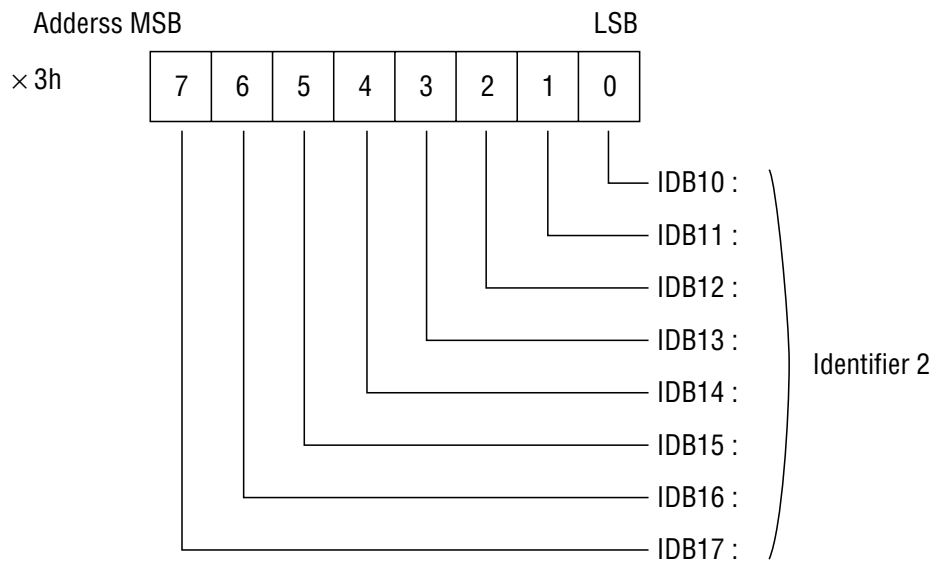 Adderss MSB LSB
× 3h 7 6 5 4 3 2 1 0
IDB10 :
IDB11 :
IDB12 :
IDB13 :
Identifier 2
IDB14 :
IDB15 :
IDB16 :
IDB17 :